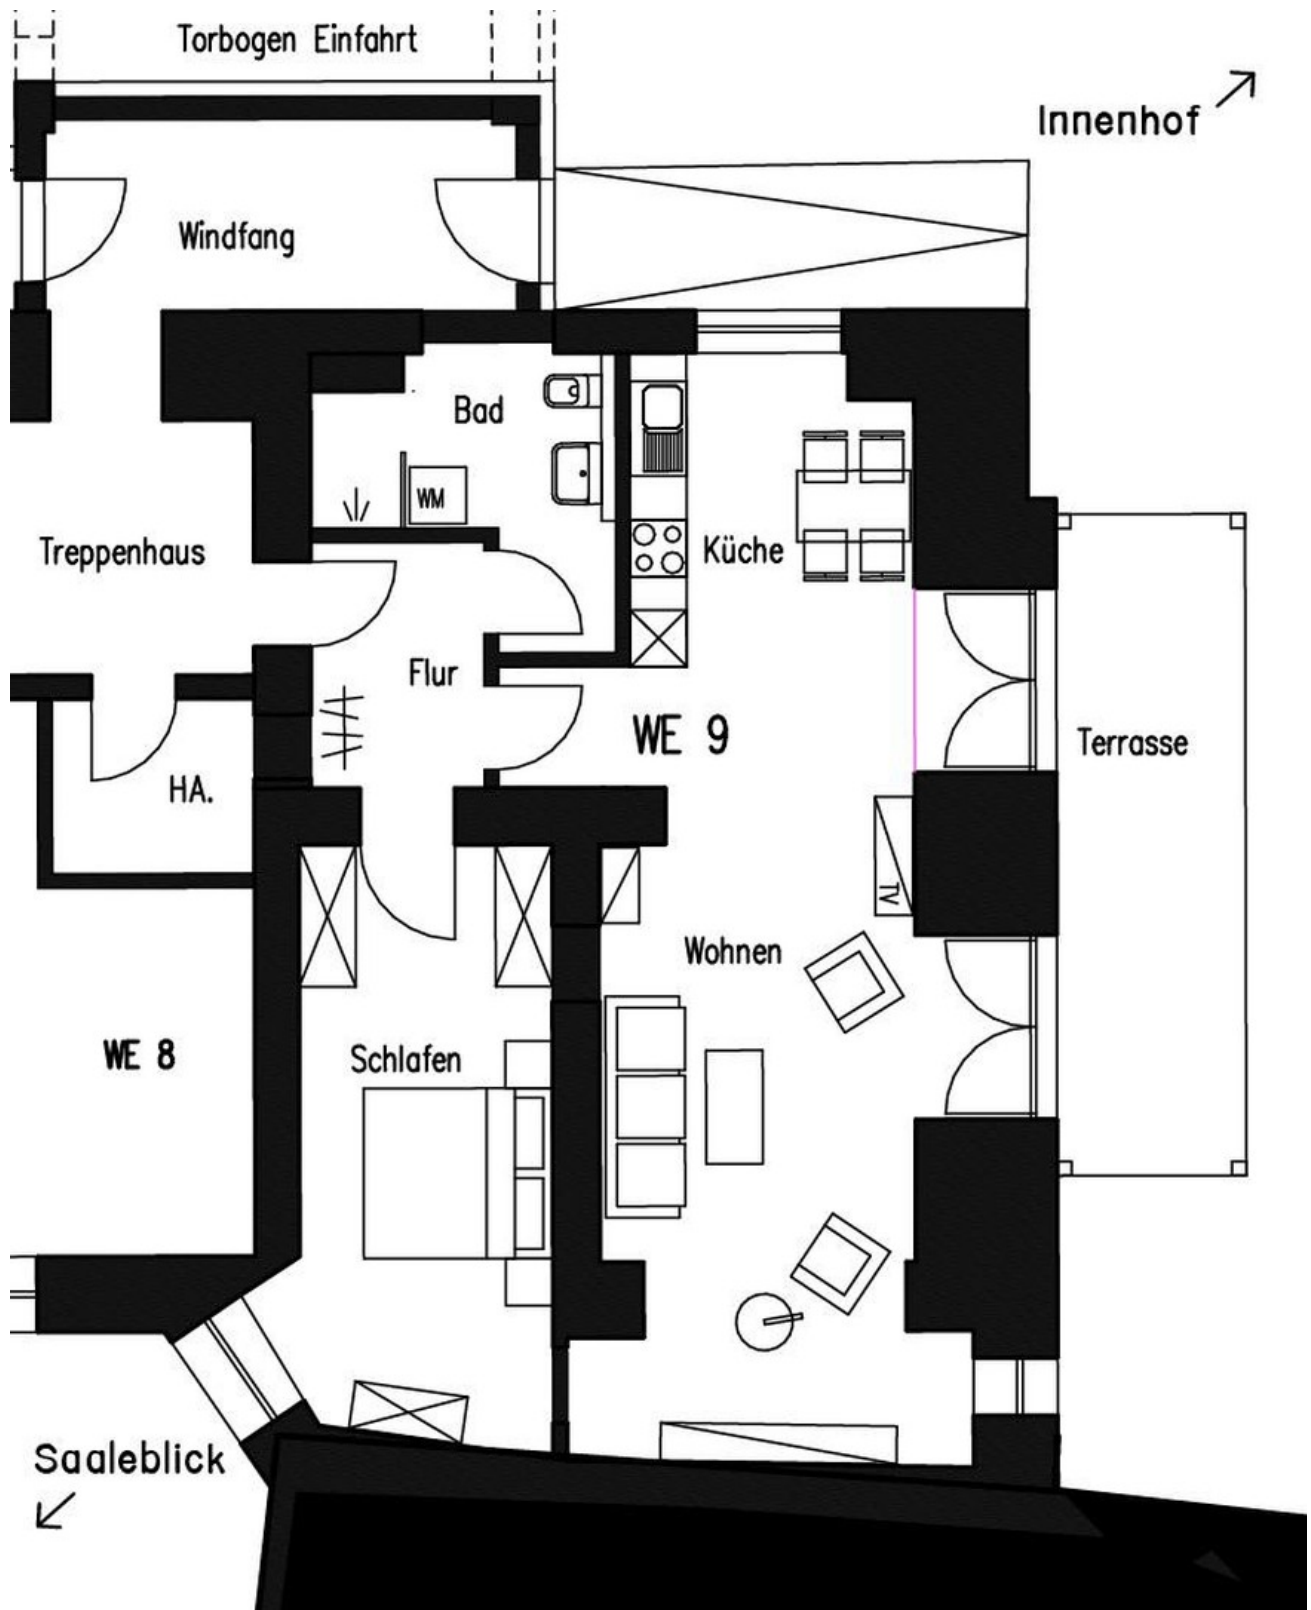 Torbogen Einfahrt
Innenhof
Windfang
Bad
WM
Treppenhaus
Küche
Flur
WE 9
Terrasse
HA.
TV
Wohnen
WE 8
Schlafen
Saaleblick